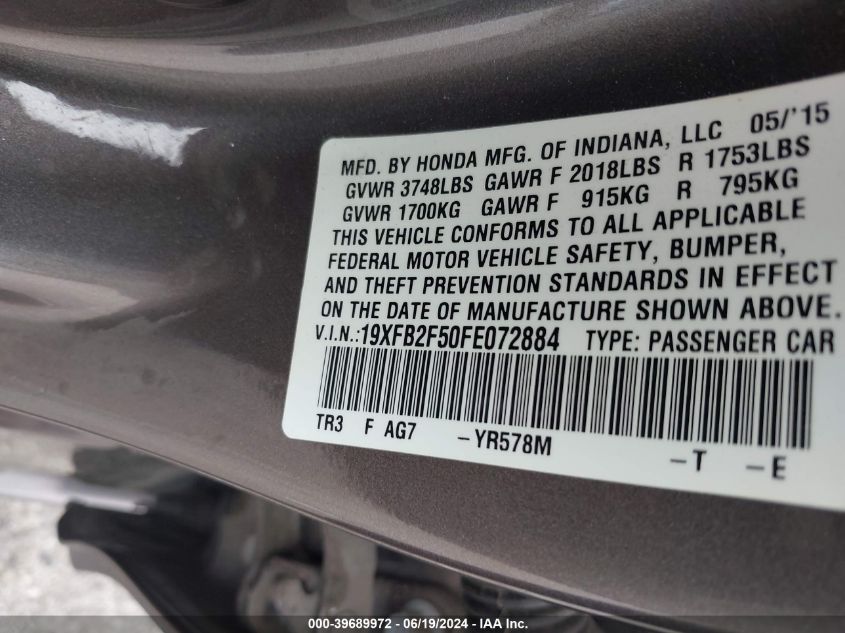 MFD. BY HONDA MFG. OF INDIANA, LLC 05/'15
GVWR 3748LBS GAWR F 2018LBS R 1753LBS
GVWR 1700KG GAWR F 915KG R 795KG
THIS VEHICLE CONFORMS TO ALL APPLICABLE
FEDERAL MOTOR VEHICLE SAFETY, BUMPER,
AND THEFT PREVENTION STANDARDS IN EFFECT
ON THE DATE OF MANUFACTURE SHOWN ABOVE.
V.I.N.:19XFB2F50FE072884 TYPE: PASSENGER CAR
TR3 F AG7 -YR578M -T -E
000-39689972 - 06/19/2024 - IAA Inc.